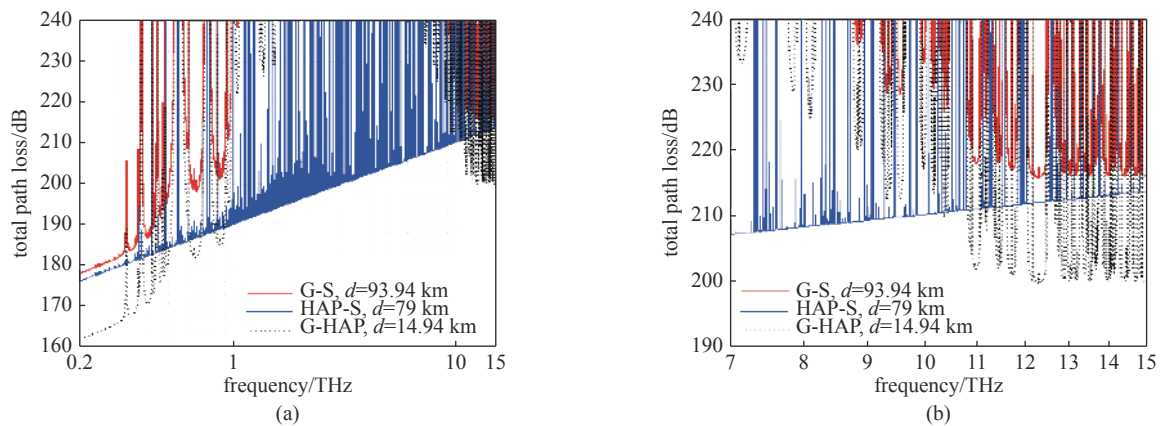 240
230
220
210
200
190
180
170
160
total path loss/dB
G-S, d=93.94 km
HAP-S, d=79 km
G-HAP, d=14.94 km
0.2 1 10 15
frequency/THz
(a)
240
230
220
210
200
190
total path loss/dB
G-S, d=93.94 km
HAP-S, d=79 km
G-HAP, d=14.94 km
7 8 9 10 11 12 13 14 15
frequency/THz
(b)